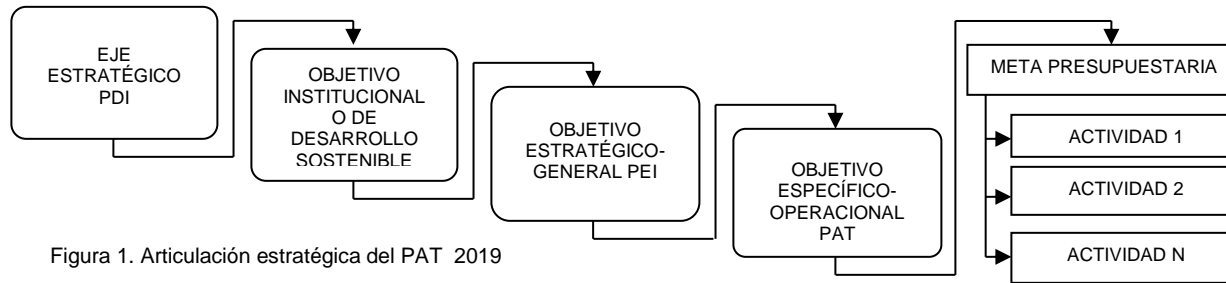 EJE
ESTRATÉGICO
PDI
OBJETIVO
INSTITUCIONAL
O DE
DESARROLLO
SOSTENIBLE
OBJETIVO
ESTRATÉGICO-
GENERAL PEI
OBJETIVO
ESPECÍFICO-
OPERACIONAL
PAT
META PRESUPUESTARIA
ACTIVIDAD 1
ACTIVIDAD 2
ACTIVIDAD N
Figura 1. Articulación estratégica del PAT 2019